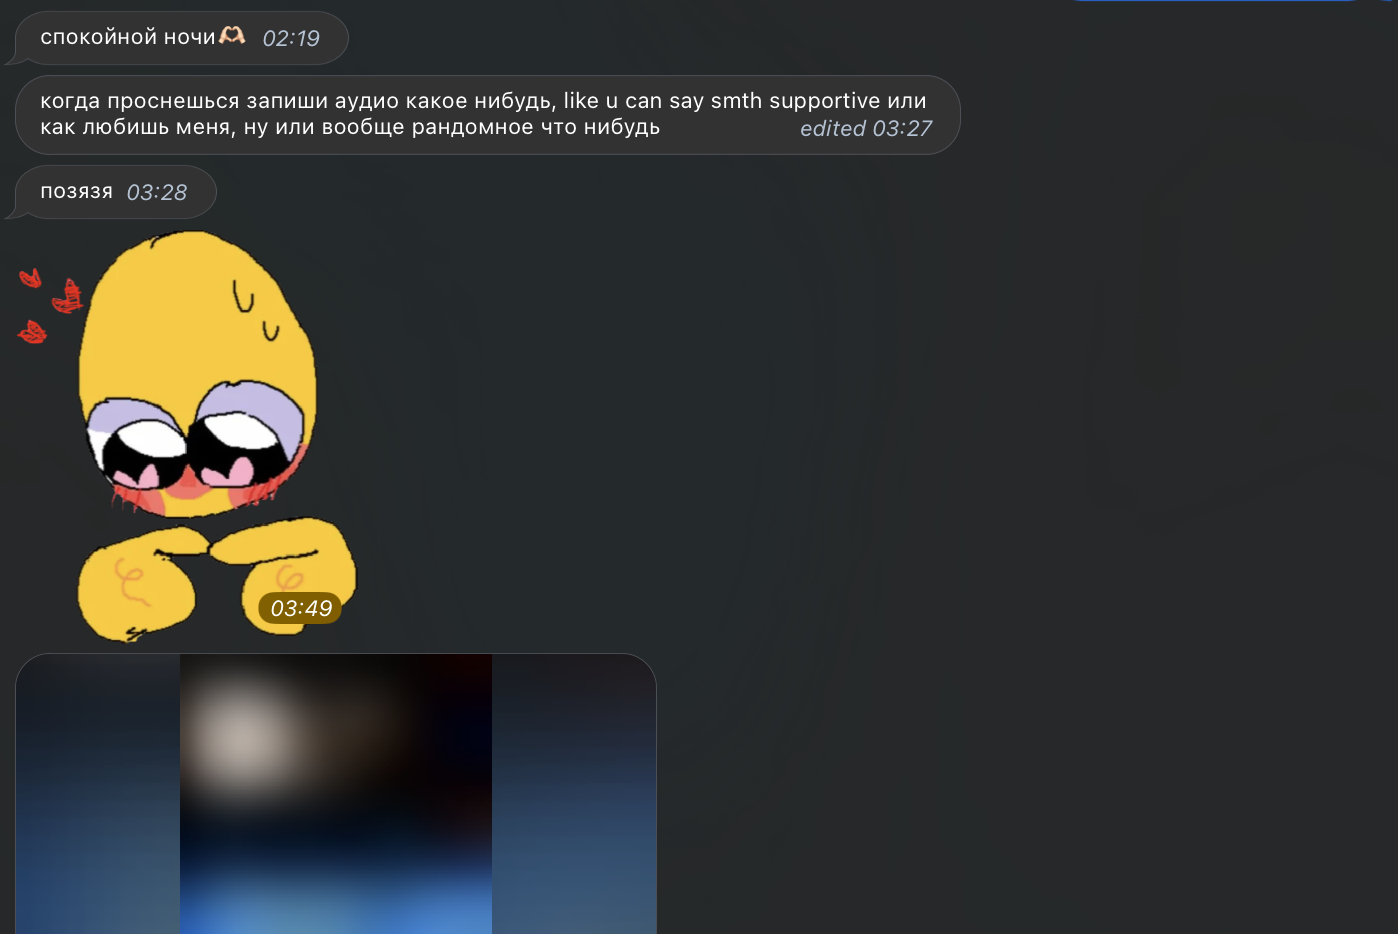 спокойной ночи🫶🏻 02:19
когда проснешься запиши аудио какое нибудь, like u can say smth supportive или
как любишь меня, ну или вообще рандомное что нибудь edited 03:27
позязя 03:28
03:49